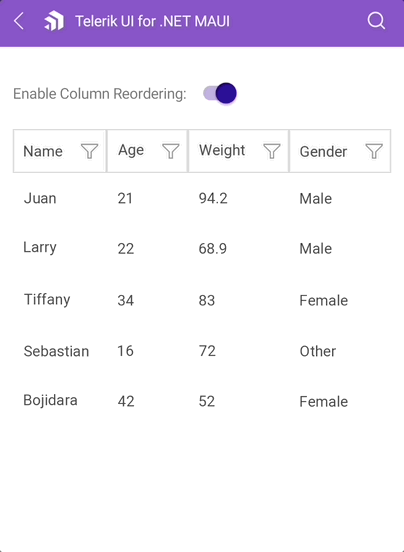 Telerik UI for .NET MAUI
Enable Column Reordering:
Name Age Weight Gender
Juan 21 94.2 Male
Larry 22 68.9 Male
Tiffany 34 83 Female
Sebastian 16 72 Other
Bojidara 42 52 Female